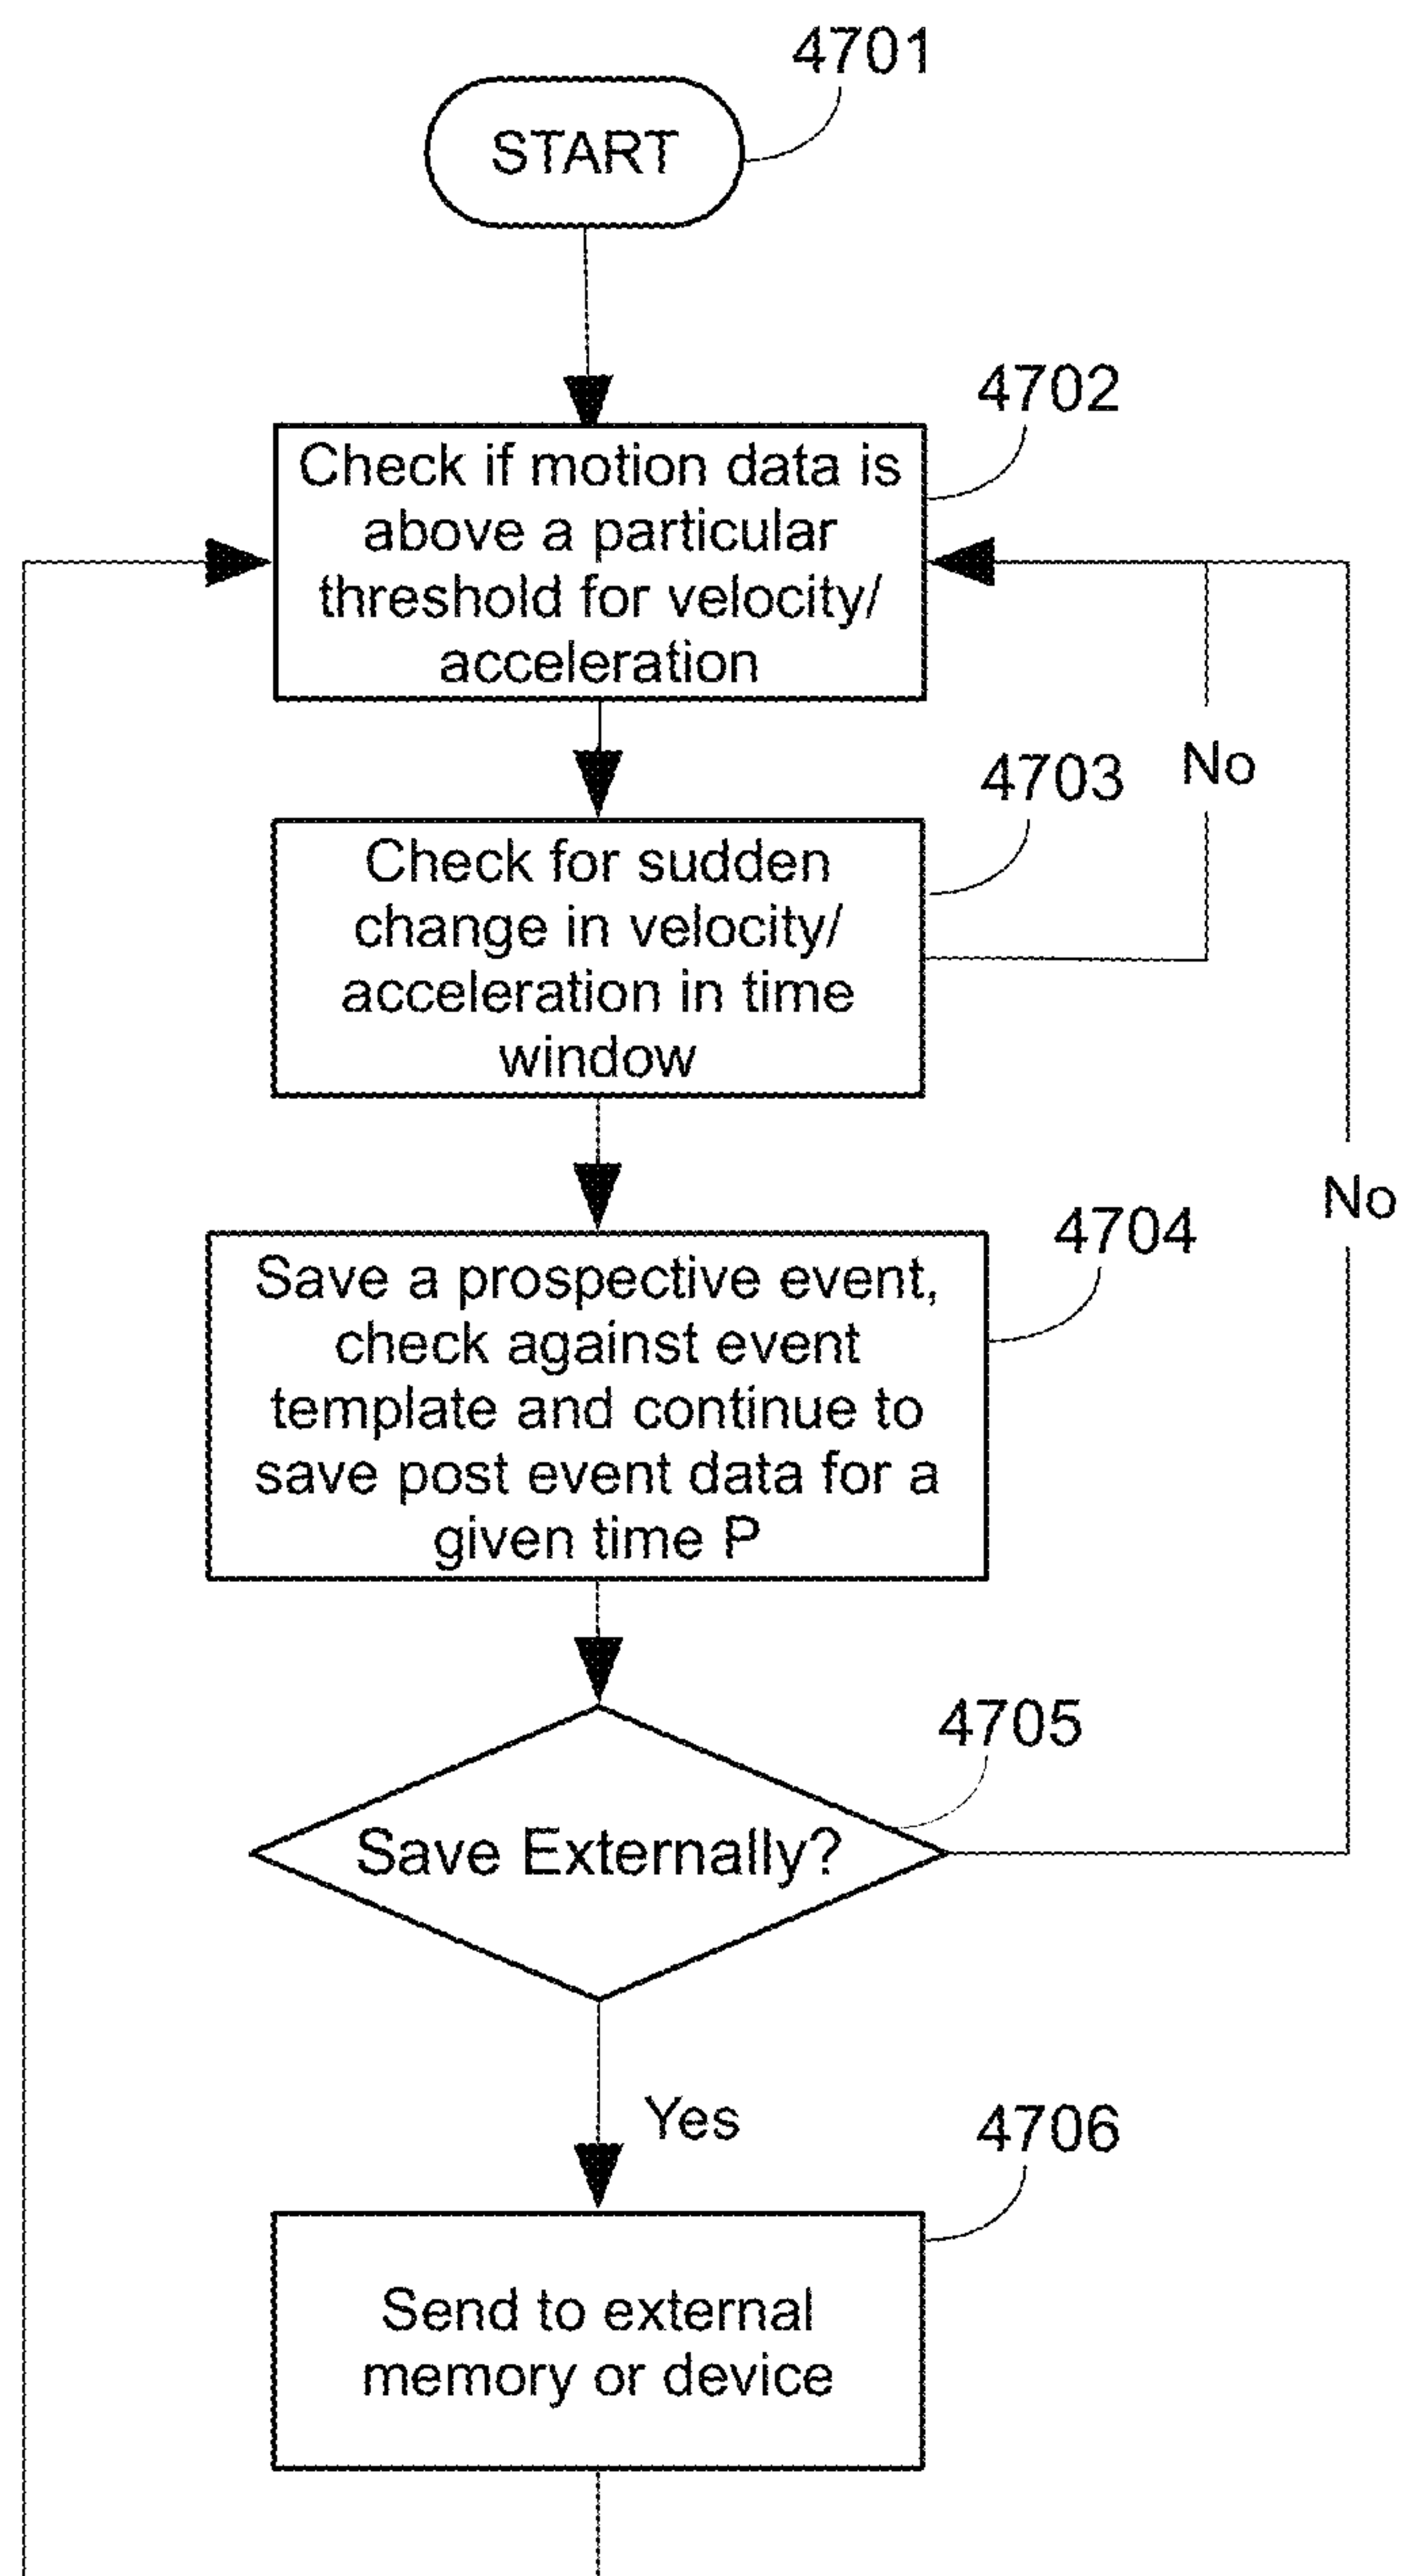 4701
START
4702
Check if motion data is
above a particular
threshold for velocity/
acceleration
4703
No
Check for sudden
change in velocity/
acceleration in time
window
No
4704
Save a prospective event,
check against event
template and continue to
save post event data for a
given time P
4705
Save Externally?
Yes
4706
Send to external
memory or device